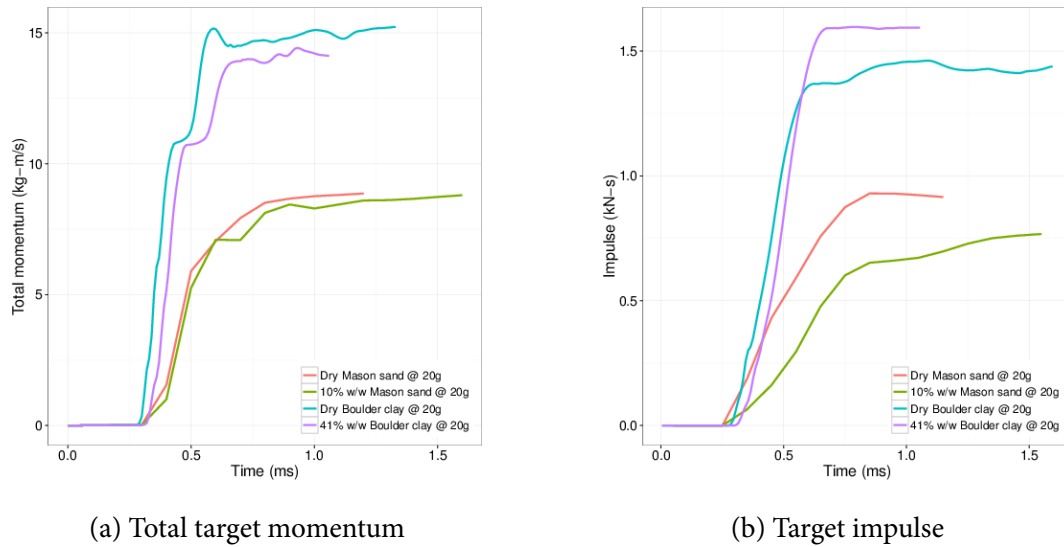 15
10
5
0
Total momentum (kg−m/s)
Dry Mason sand @ 20g
10% w/w Mason sand @ 20g
Dry Boulder clay @ 20g
41% w/w Boulder clay @ 20g
0.0 0.5 1.0 1.5
Time (ms)
(a) Total target momentum
1.5
1.0
0.5
0.0
Impulse (kN−s)
Dry Mason sand @ 20g
10% w/w Mason sand @ 20g
Dry Boulder clay @ 20g
41% w/w Boulder clay @ 20g
0.0 0.5 1.0 1.5
Time (ms)
(b) Target impulse